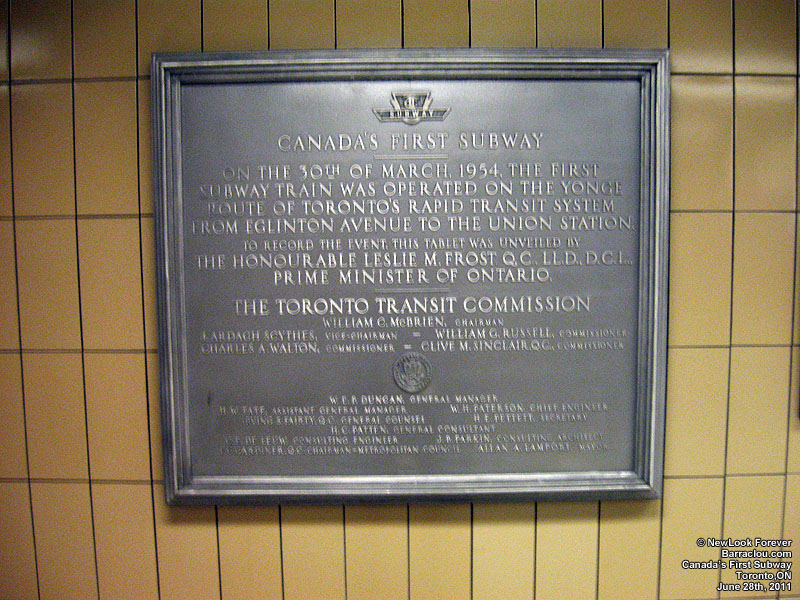 SUBWAY
CANADA'S FIRST SUBWAY
ON THE 30TH OF MARCH, 1954, THE FIRST
SUBWAY TRAIN WAS OPERATED ON THE YONGE
ROUTE OF TORONTO'S RAPID TRANSIT SYSTEM
FROM EGLINTON AVENUE TO THE UNION STATION.
TO RECORD THE EVENT, THIS TABLET WAS UNVEILED BY
THE HONOURABLE LESLIE M. FROST Q.C., LL.D., D.C.L.,
PRIME MINISTER OF ONTARIO.
THE TORONTO TRANSIT COMMISSION
WILLIAM C. McBRIEN, CHAIRMAN
ARDAGH SCYTHES, VICE-CHAIRMAN = WILLIAM G. RUSSELL, COMMISSIONER
CHARLES A. WALTON, COMMISSIONER = CLIVE M. SINCLAIR, Q.C., COMMISSIONER
W.E.P. DUNCAN, GENERAL MANAGER
H.W. TATE, ASSISTANT GENERAL MANAGER W.H. PATERSON, CHIEF ENGINEER
IRVING S. FAIRTY, Q.C. GENERAL COUNSEL H.E. PETTETT, SECRETARY
H.C. PATTEN, GENERAL CONSULTANT
DE LEUW, CONSULTING ENGINEER J.B. PARKIN, CONSULTING ARCHITECT
GARDINER, Q.C. CHAIRMAN=METROPOLITAN COUNCIL ALLAN A. LAMPORT, MAYOR
© NewLook Forever
Barraclou.com
Canada's First Subway
Toronto,ON
June 28th, 2011